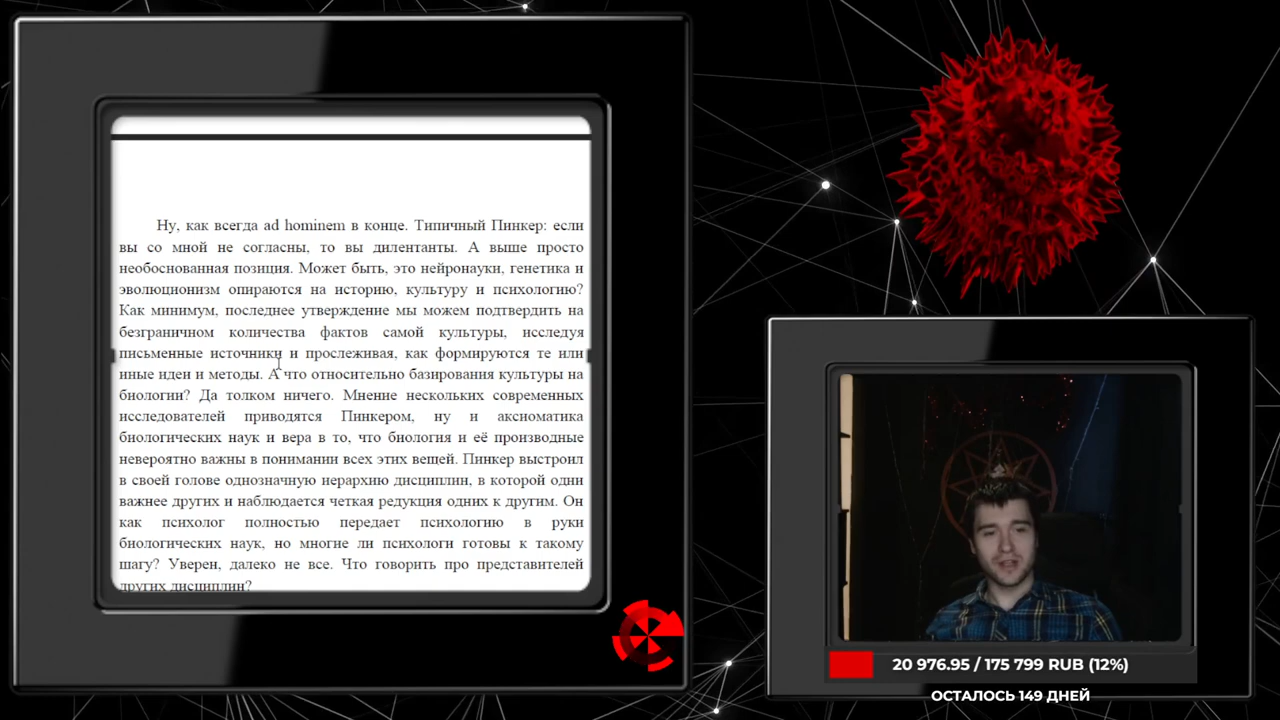 Ну, как всегда ad hominem в конце. Типичный Пинкер: если
вы со мной не согласны, то вы дилентанты. А выше просто
необоснованная позиция. Может быть, это нейронауки, генетика и
эволюционизм опираются на историю, культуру и психологию?
Как минимум, последнее утверждение мы можем подтвердить на
безграничном количества фактов самой культуры, исследуя
письменные источники и прослеживая, как формируются те или
иные идеи и методы. А что относительно базирования культуры на
биологии? Да толком ничего. Мнение нескольких современных
исследователей приводятся Пинкером, ну и аксиоматика
биологических наук и вера в то, что биология и её производные
невероятно важны в понимании всех этих вещей. Пинкер выстроил
в своей голове однозначную иерархию дисциплин, в которой одни
важнее других и наблюдается четкая редукция одних к другим. Он
как психолог полностью передает психологию в руки
биологических наук, но многие ли психологи готовы к такому
шагу? Уверен, далеко не все. Что говорить про представителей
других дисциплин?
20 976.95 / 175 799 RUB (12%)
ОСТАЛОСЬ 149 ДНЕЙ